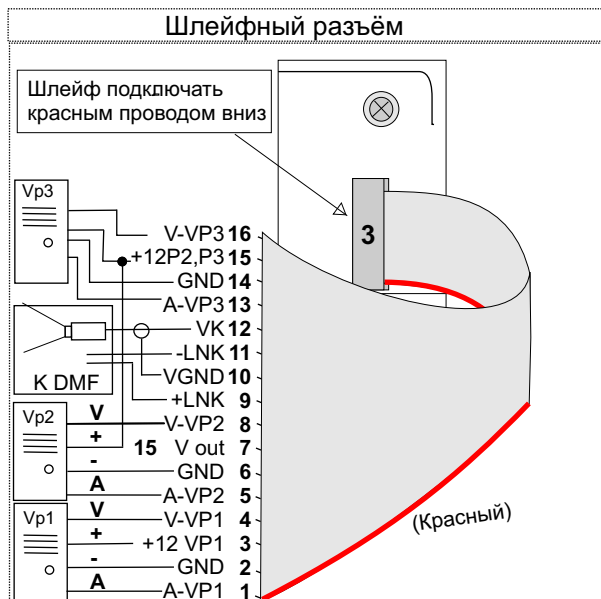 Шлейфный разъём
Шлейф подключать
красным проводом вниз
3
Vp3
V-VP3 16
+12P2,P3 15
GND 14
A-VP3 13
VK 12
-LNK 11
K DMF
VGND 10
+LNK 9
Vp2
V
V-VP2 8
+
15 V out 7
-
GND 6
A
A-VP2 5
Vp1
V
V-VP1 4
+
+12 VP1 3
-
GND 2
A
A-VP1 1
(Красный)